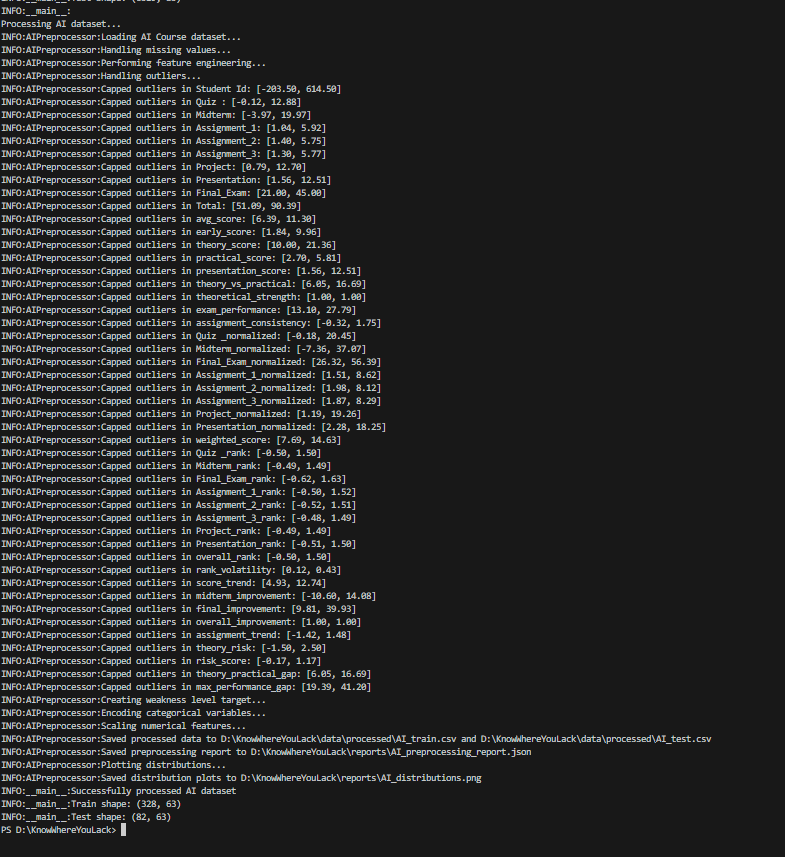 INFO:__main__:
Processing AI dataset...
INFO:AIPreprocessor:Loading AI Course dataset...
INFO:AIPreprocessor:Handling missing values...
INFO:AIPreprocessor:Performing feature engineering...
INFO:AIPreprocessor:Handling outliers...
INFO:AIPreprocessor:Capped outliers in Student Id: [-203.50, 614.50]
INFO:AIPreprocessor:Capped outliers in Quiz : [-0.12, 12.88]
INFO:AIPreprocessor:Capped outliers in Midterm: [-3.97, 19.97]
INFO:AIPreprocessor:Capped outliers in Assignment_1: [1.04, 5.92]
INFO:AIPreprocessor:Capped outliers in Assignment_2: [1.40, 5.75]
INFO:AIPreprocessor:Capped outliers in Assignment_3: [1.30, 5.77]
INFO:AIPreprocessor:Capped outliers in Project: [0.79, 12.70]
INFO:AIPreprocessor:Capped outliers in Presentation: [1.56, 12.51]
INFO:AIPreprocessor:Capped outliers in Final_Exam: [21.00, 45.00]
INFO:AIPreprocessor:Capped outliers in Total: [51.09, 90.39]
INFO:AIPreprocessor:Capped outliers in avg_score: [6.39, 11.30]
INFO:AIPreprocessor:Capped outliers in early_score: [1.84, 9.96]
INFO:AIPreprocessor:Capped outliers in theory_score: [10.00, 21.36]
INFO:AIPreprocessor:Capped outliers in practical_score: [2.70, 5.81]
INFO:AIPreprocessor:Capped outliers in presentation_score: [1.56, 12.51]
INFO:AIPreprocessor:Capped outliers in theory_vs_practical: [6.05, 16.69]
INFO:AIPreprocessor:Capped outliers in theoretical_strength: [1.00, 1.00]
INFO:AIPreprocessor:Capped outliers in exam_performance: [13.10, 27.79]
INFO:AIPreprocessor:Capped outliers in assignment_consistency: [-0.32, 1.75]
INFO:AIPreprocessor:Capped outliers in Quiz _normalized: [-0.18, 20.45]
INFO:AIPreprocessor:Capped outliers in Midterm_normalized: [-7.36, 37.07]
INFO:AIPreprocessor:Capped outliers in Final_Exam_normalized: [26.32, 56.39]
INFO:AIPreprocessor:Capped outliers in Assignment_1_normalized: [1.51, 8.62]
INFO:AIPreprocessor:Capped outliers in Assignment_2_normalized: [1.98, 8.12]
INFO:AIPreprocessor:Capped outliers in Assignment_3_normalized: [1.87, 8.29]
INFO:AIPreprocessor:Capped outliers in Project_normalized: [1.19, 19.26]
INFO:AIPreprocessor:Capped outliers in Presentation_normalized: [2.28, 18.25]
INFO:AIPreprocessor:Capped outliers in weighted_score: [7.69, 14.63]
INFO:AIPreprocessor:Capped outliers in Quiz _rank: [-0.50, 1.50]
INFO:AIPreprocessor:Capped outliers in Midterm_rank: [-0.49, 1.49]
INFO:AIPreprocessor:Capped outliers in Final_Exam_rank: [-0.62, 1.63]
INFO:AIPreprocessor:Capped outliers in Assignment_1_rank: [-0.50, 1.52]
INFO:AIPreprocessor:Capped outliers in Assignment_2_rank: [-0.52, 1.51]
INFO:AIPreprocessor:Capped outliers in Assignment_3_rank: [-0.48, 1.49]
INFO:AIPreprocessor:Capped outliers in Project_rank: [-0.49, 1.49]
INFO:AIPreprocessor:Capped outliers in Presentation_rank: [-0.51, 1.50]
INFO:AIPreprocessor:Capped outliers in overall_rank: [-0.50, 1.50]
INFO:AIPreprocessor:Capped outliers in rank_volatility: [0.12, 0.43]
INFO:AIPreprocessor:Capped outliers in score_trend: [4.93, 12.74]
INFO:AIPreprocessor:Capped outliers in midterm_improvement: [-10.60, 14.08]
INFO:AIPreprocessor:Capped outliers in final_improvement: [9.81, 39.93]
INFO:AIPreprocessor:Capped outliers in overall_improvement: [1.00, 1.00]
INFO:AIPreprocessor:Capped outliers in assignment_trend: [-1.42, 1.48]
INFO:AIPreprocessor:Capped outliers in theory_risk: [-1.50, 2.50]
INFO:AIPreprocessor:Capped outliers in risk_score: [-0.17, 1.17]
INFO:AIPreprocessor:Capped outliers in theory_practical_gap: [6.05, 16.69]
INFO:AIPreprocessor:Capped outliers in max_performance_gap: [19.39, 41.20]
INFO:AIPreprocessor:Creating weakness level target...
INFO:AIPreprocessor:Encoding categorical variables...
INFO:AIPreprocessor:Scaling numerical features...
INFO:AIPreprocessor:Saved processed data to D:\KnowWhereYouLack\data\processed\AI_train.csv and D:\KnowWhereYouLack\data\processed\AI_test.csv
INFO:AIPreprocessor:Saved preprocessing report to D:\KnowWhereYouLack\reports\AI_preprocessing_report.json
INFO:AIPreprocessor:Plotting distributions...
INFO:AIPreprocessor:Saved distribution plots to D:\KnowWhereYouLack\reports\AI_distributions.png
INFO:__main__:Successfully processed AI dataset
INFO:__main__:Train shape: (328, 63)
INFO:__main__:Test shape: (82, 63)
PS D:\KnowWhereYouLack>